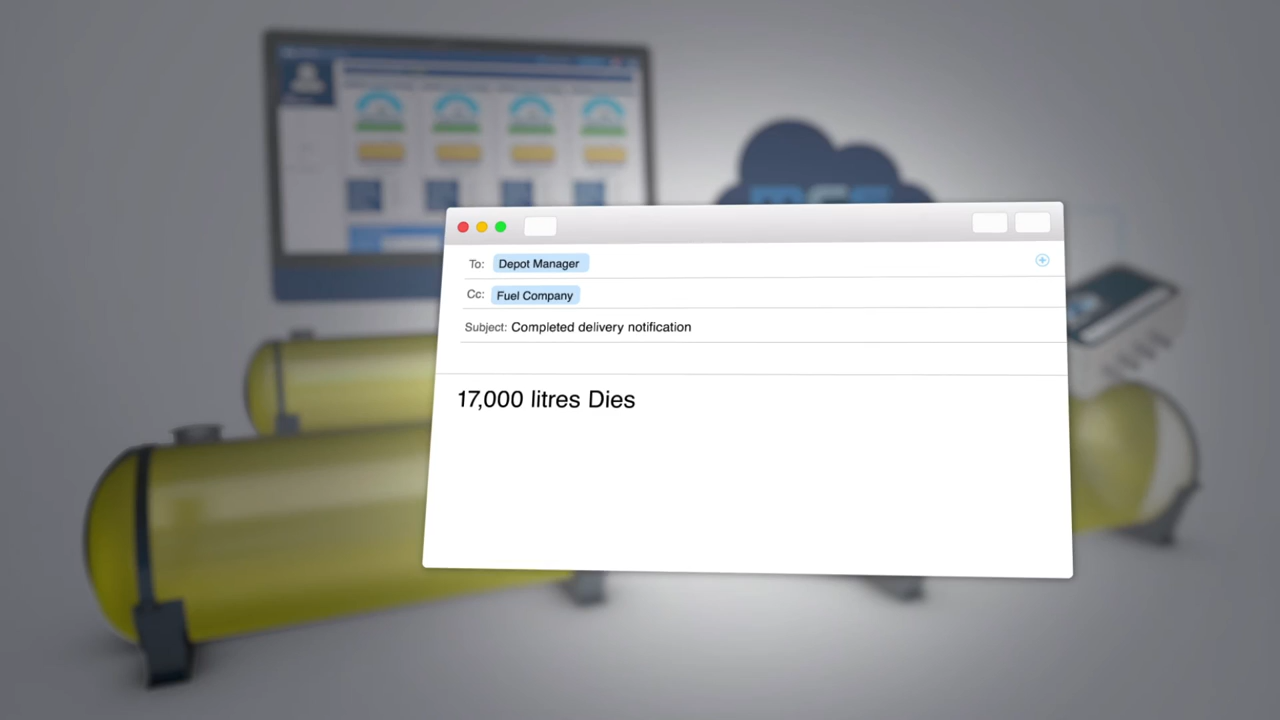 To: Depot Manager
Cc: Fuel Company
Subject: Completed delivery notification
17,000 litres Dies